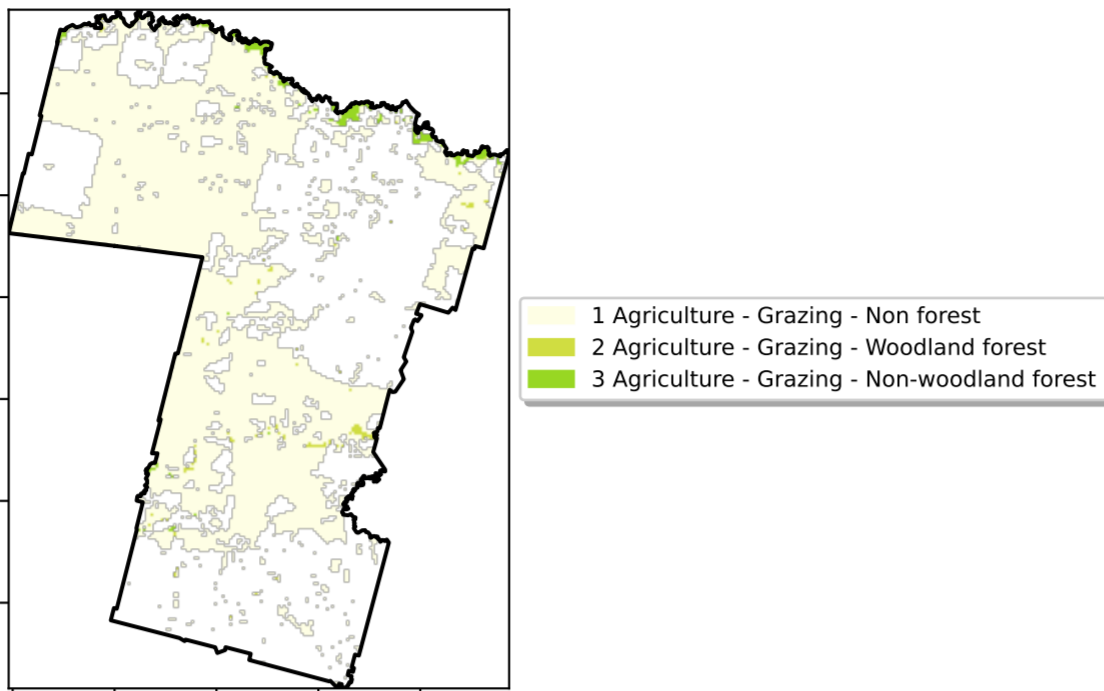 1 Agriculture - Grazing - Non forest
2 Agriculture - Grazing - Woodland forest
3 Agriculture - Grazing - Non-woodland forest